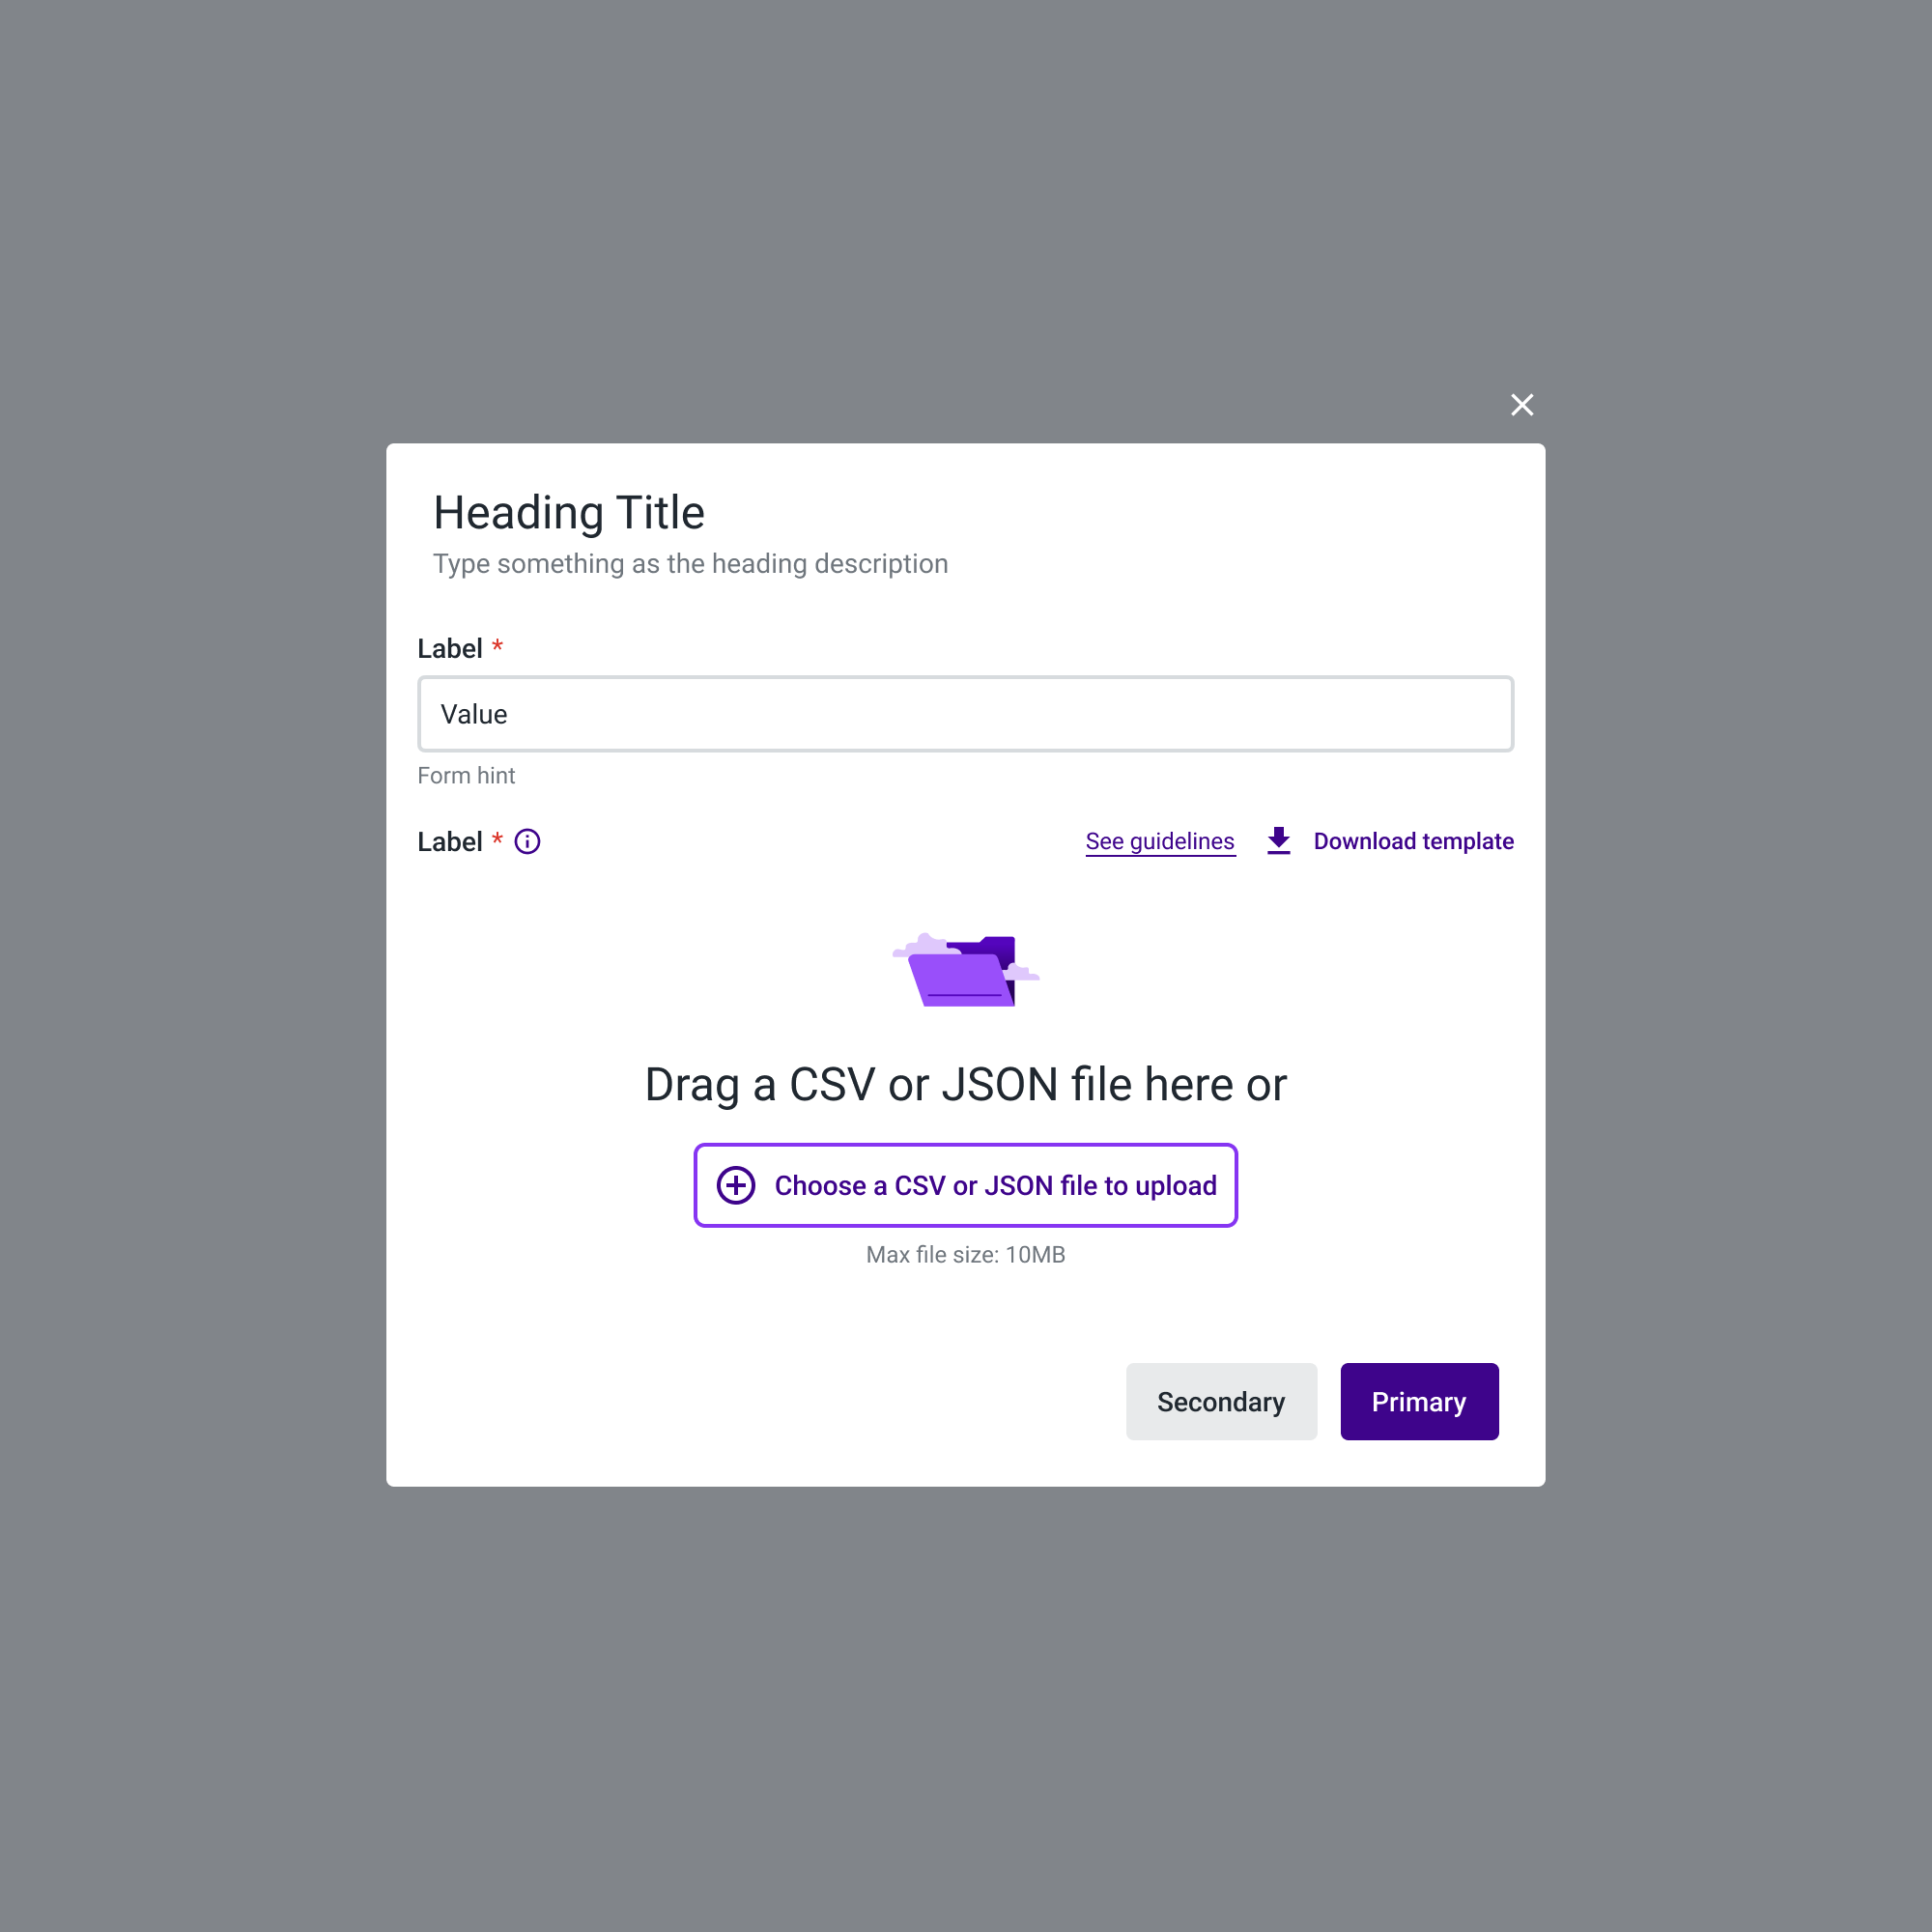 Heading Title
Type something as the heading description
Label *
Value
Form hint
Label * See guidelines Download template
Drag a CSV or JSON file here or
Choose a CSV or JSON file to upload
Max file size: 10MB
Secondary Primary